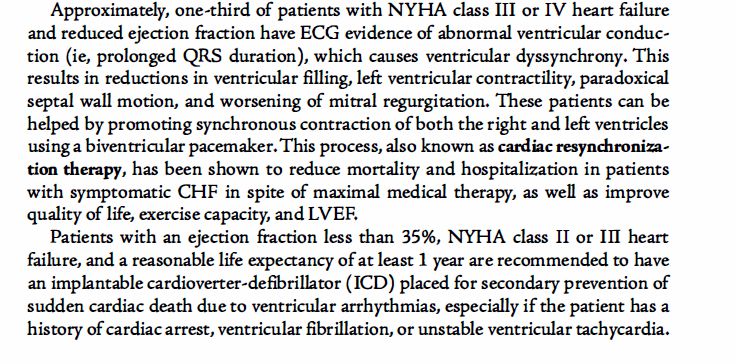 Approximately, one-third of patients with NYHA class III or IV heart failure
and reduced ejection fraction have ECG evidence of abnormal ventricular conduc-
tion (ie, prolonged QRS duration), which causes ventricular dyssynchrony. This
results in reductions in ventricular filling, left ventricular contractility, paradoxical
septal wall motion, and worsening of mitral regurgitation. These patients can be
helped by promoting synchronous contraction of both the right and left ventricles
using a biventricular pacemaker. This process, also known as cardiac resynchroniza-
tion therapy, has been shown to reduce mortality and hospitalization in patients
with symptomatic CHF in spite of maximal medical therapy, as well as improve
quality of life, exercise capacity, and LVEF.
Patients with an ejection fraction less than 35%, NYHA class II or III heart
failure, and a reasonable life expectancy of at least 1 year are recommended to have
an implantable cardioverter-defibrillator (ICD) placed for secondary prevention of
sudden cardiac death due to ventricular arrhythmias, especially if the patient has a
history of cardiac arrest, ventricular fibrillation, or unstable ventricular tachycardia.